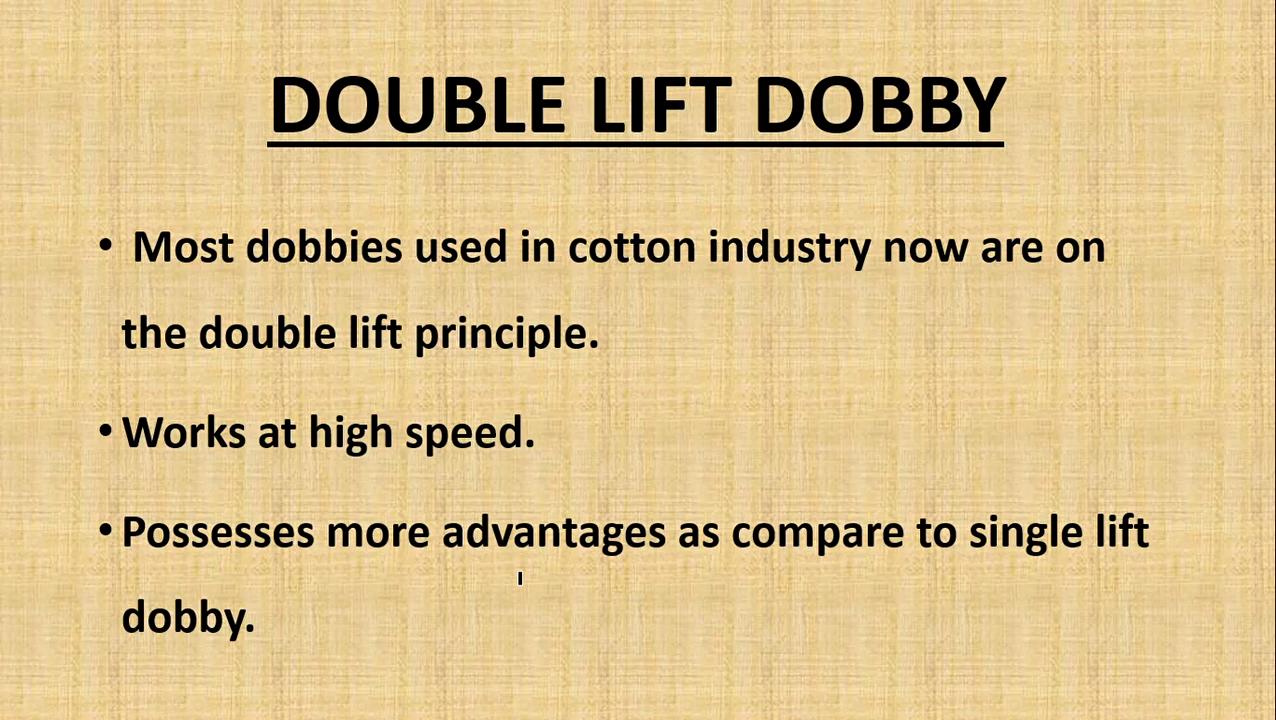 DOUBLE LIFT DOBBY
• Most dobbies used in cotton industry now are on
the double lift principle.
• Works at high speed.
• Possesses more advantages as compare to single lift
dobby.